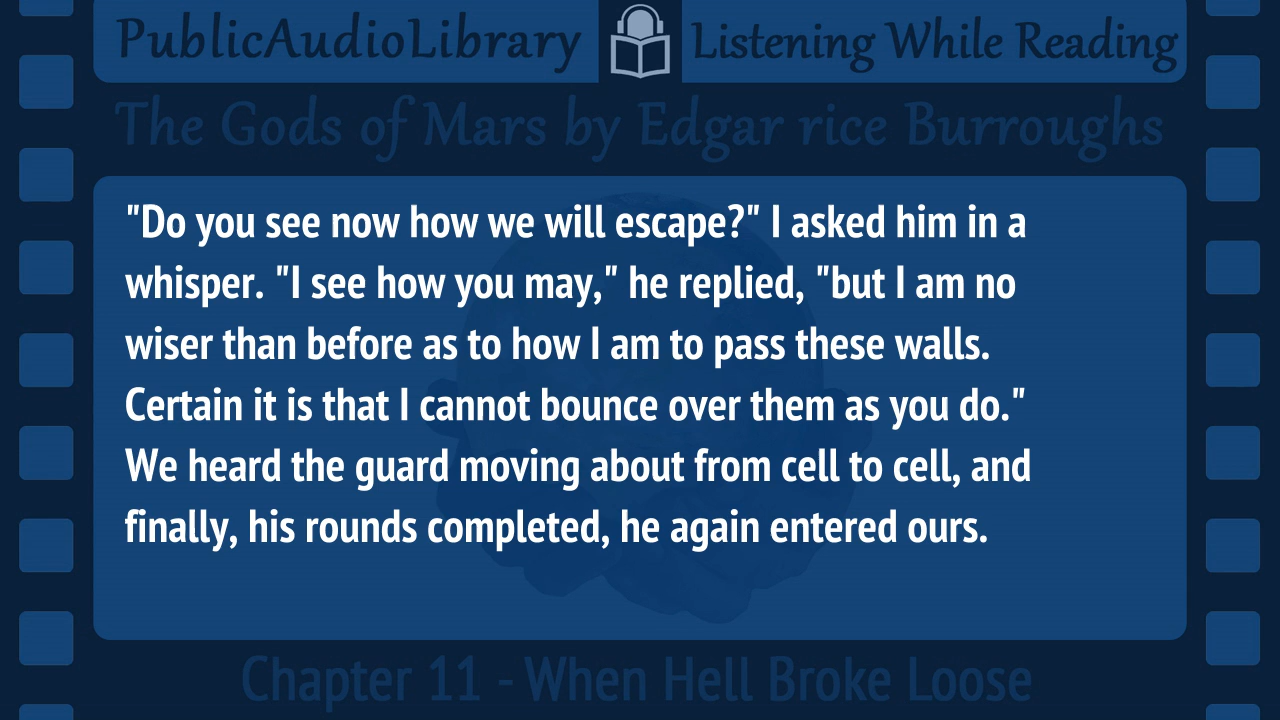 PublicAudioLibrary Listening While Reading
The Gods of Mars by Edgar rice Burroughs
"Do you see now how we will escape?" I asked him in a
whisper. "I see how you may," he replied, "but I am no
wiser than before as to how I am to pass these walls.
Certain it is that I cannot bounce over them as you do."
We heard the guard moving about from cell to cell, and
finally, his rounds completed, he again entered ours.
Chapter 11 - When Hell Broke Loose